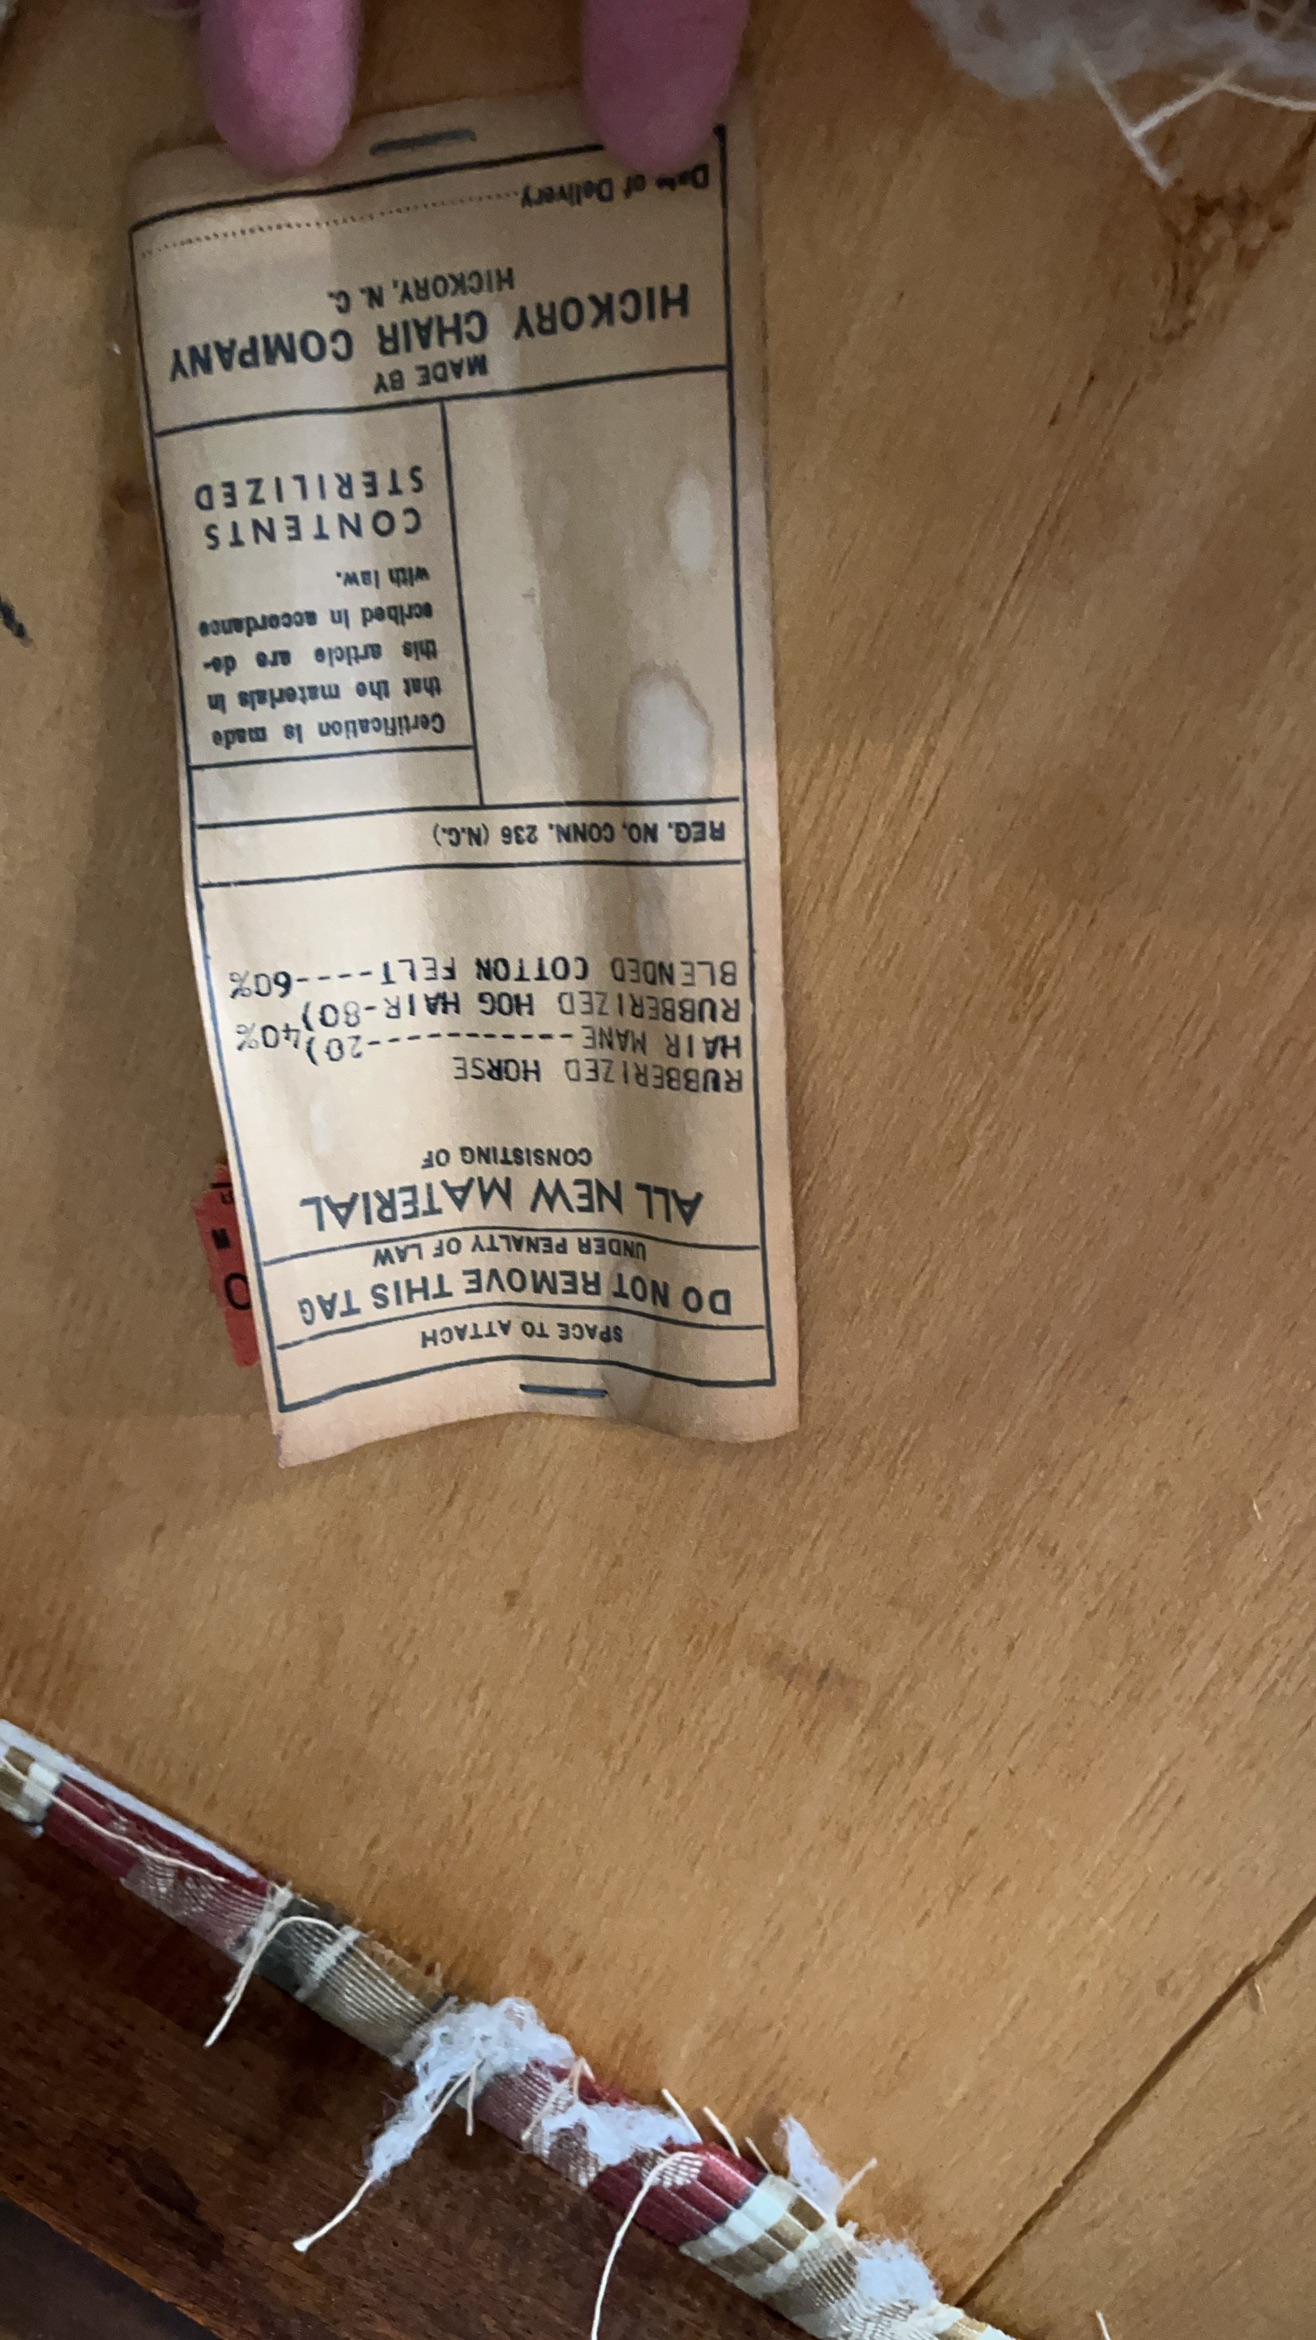 SPACE TO ATTACH
DO NOT REMOVE THIS TAG
UNDER PENALTY OF LAW
ALL NEW MATERIAL
CONSISTING OF
RUBBERIZED HORSE
HAIR MANE------------20)40%
RUBBERIZED HOG HAIR-80)
BLENDED COTTON FELT-----60%
REG. NO. CONN. 236 (N.C.)
Certification is made
that the materials in
this article are de-
scribed in accordance
with law.
CONTENTS
STERILIZED
MADE BY
HICKORY CHAIR COMPANY
HICKORY, N. C.
Date of Delivery